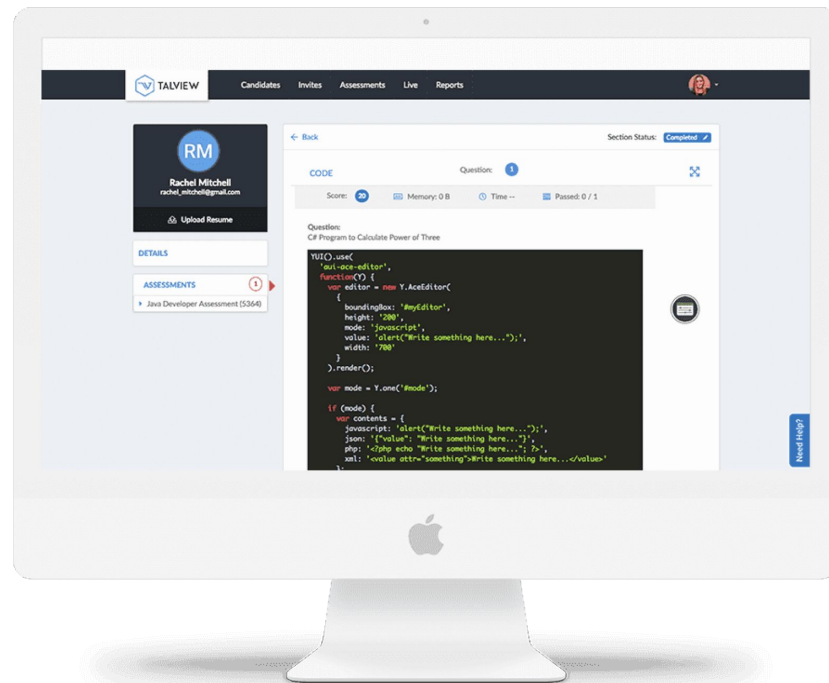 TALVIEW
Candidates Invites Assessments Live Reports
RM
Rachel Mitchell
rachel_mitchell@gmail.com
Upload Resume
DETAILS
ASSESSMENTS 1
Java Developer Assessment (5364)
← Back
Section Status: Completed
CODE
Question: 1
Score: 20 Memory: 0 B Time -- Passed: 0 / 1
Question:
C# Program to Calculate Power of Three
YUI().use(
'aui-ace-editor',
function(Y) {
var editor = new Y.AceEditor(
{
boundingBox: '#myEditor',
height: '200',
mode: 'javascript',
value: 'alert("Write something here...");',
width: '700'
}
).render();
var mode = Y.one('#mode');
if (mode) {
var contents = {
javascript: 'alert("Write something here...");',
json: '{"value": "Write something here..."}',
php: '<?php echo "Write something here..."; ?>',
xml: '<value attr="something">Write something here...</value>'
};
Need Help?